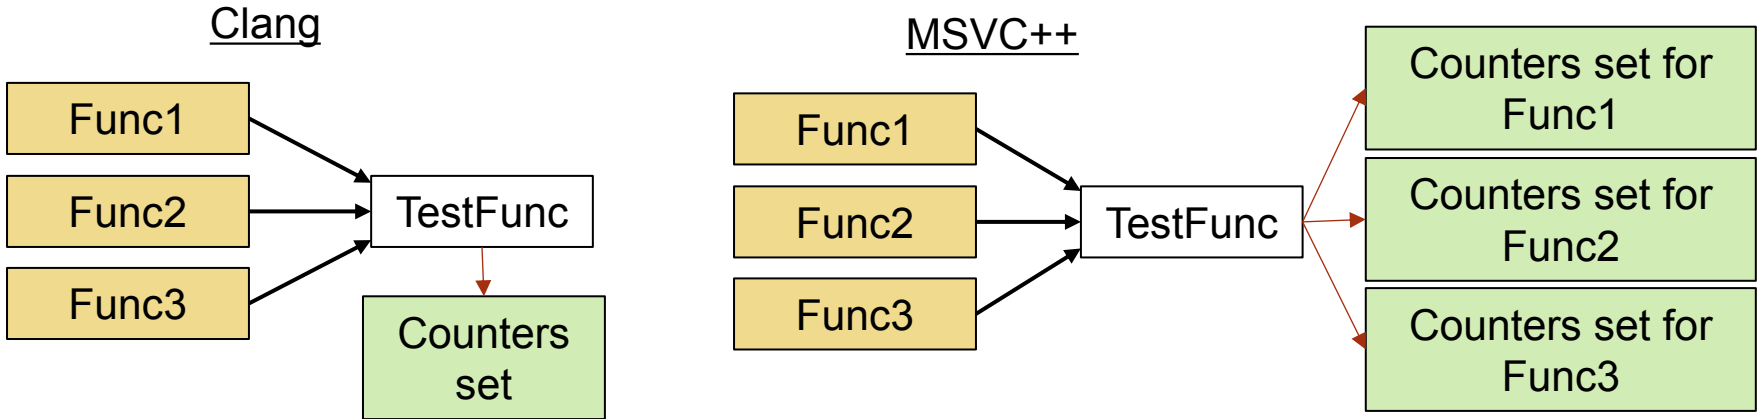 Clang
Func1
Func2
Func3
TestFunc
Counters
set
MSVC++
Func1
Func2
Func3
TestFunc
Counters set for
Func1
Counters set for
Func2
Counters set for
Func3